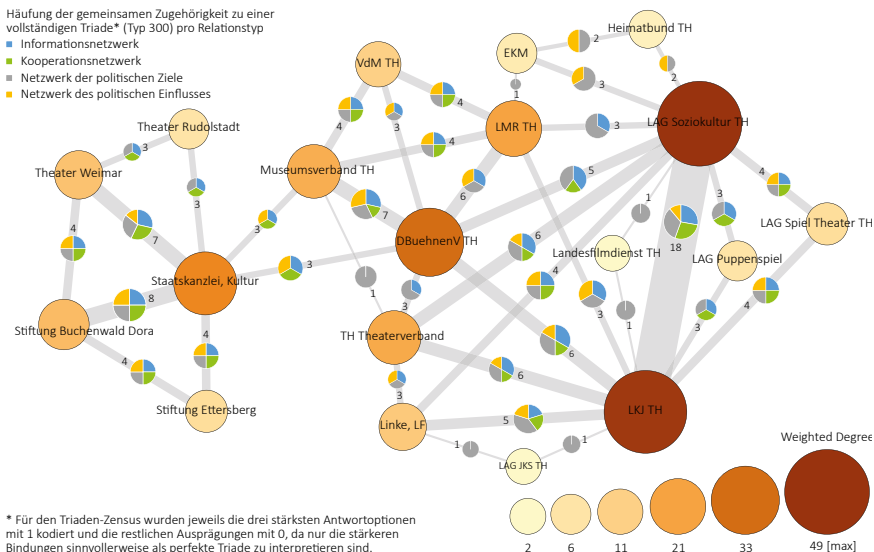 Häufung der gemeinsamen Zugehörigkeit zu einer
vollständigen Triade* (Typ 300) pro Relationstyp
Informationsnetzwerk
Kooperationsnetzwerk
Netzwerk der politischen Ziele
Netzwerk des politischen Einflusses
Heimatbund TH
EKM
VdM TH
LMR TH
LAG Soziokultur TH
Theater Rudolstadt
Theater Weimar
Museumsverband TH
DBuehnenV TH
Landesfilmdienst TH
LAG Spiel Theater TH
LAG Puppenspiel
Staatskanzlei, Kultur
Stiftung Buchenwald Dora
TH Theaterverband
Stiftung Ettersberg
Linke, LF
LKJ TH
LAG JKS TH
2
3
2
1
4
4
3
4
3
5
6
7
3
3
3
7
4
8
4
4
3
1
3
6
4
3
1
1
18
3
4
3
4
6
6
3
5
1
1
Weighted Degree
2
6
11
21
33
49 [max]
* Für den Triaden-Zensus wurden jeweils die drei stärksten Antwortoptionen
mit 1 kodiert und die restlichen Ausprägungen mit 0, da nur die stärkeren
Bindungen sinnvollerweise als perfekte Triade zu interpretieren sind.